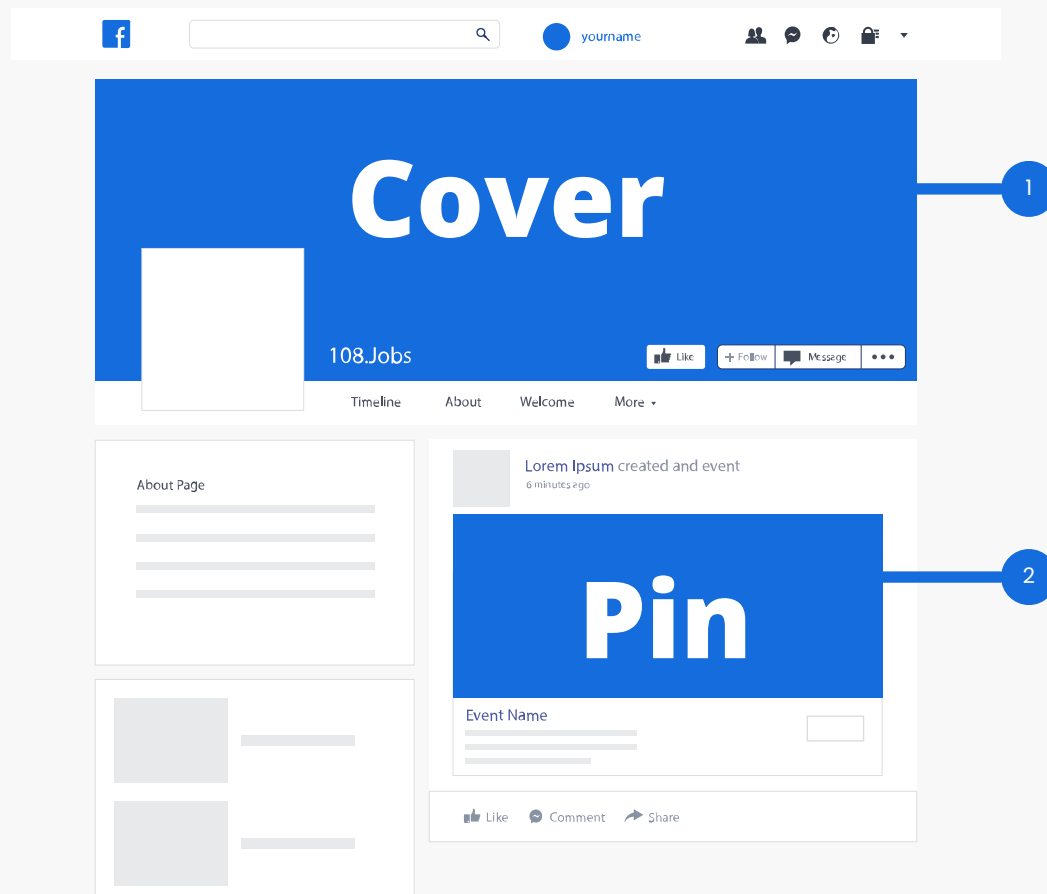 f
yourname
Cover
1
108.Jobs
Like
Follow
Message
Timeline
About
Welcome
More
About Page
Lorem Ipsum created and event
6 minutes ago
2
Pin
Event Name
Like
Comment
Share